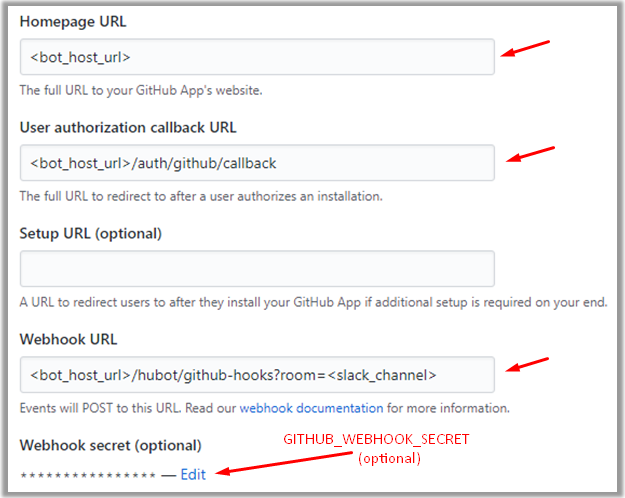 Homepage URL
<bot_host_url>
The full URL to your GitHub App's website.
User authorization callback URL
<bot_host_url>/auth/github/callback
The full URL to redirect to after a user authorizes an installation.
Setup URL (optional)
A URL to redirect users to after they install your GitHub App if additional setup is required on your end.
Webhook URL
<bot_host_url>/hubot/github-hooks?room=<slack_channel>
Events will POST to this URL. Read our webhook documentation for more information.
Webhook secret (optional)
GITHUB_WEBHOOK_SECRET
(optional)
**************** — Edit